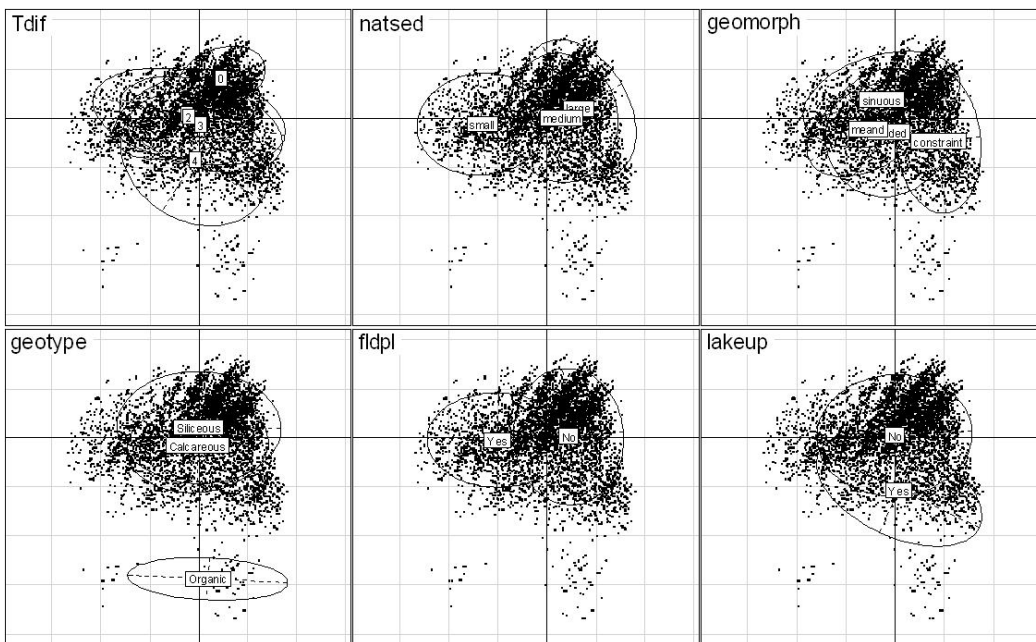 Tdif
0
2
3
4
natsed
large
medium
small
geomorph
sinuous
meand
ded
constraint
geotype
Siliceous
Calcareous
Organic
fldpl
Yes
No
lakeup
No
Yes